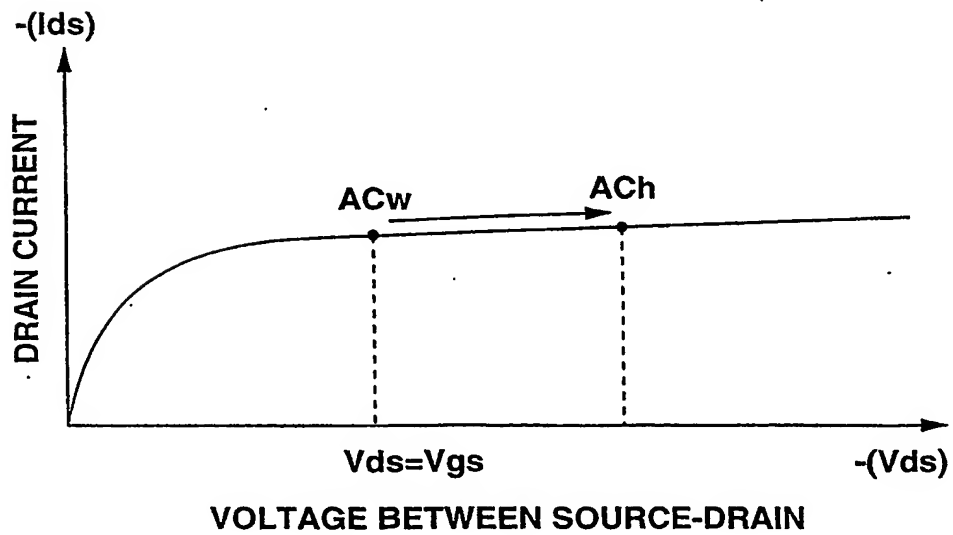 -(Ids)
DRAIN CURRENT
ACw
ACh
Vds=Vgs
-(Vds)
VOLTAGE BETWEEN SOURCE-DRAIN